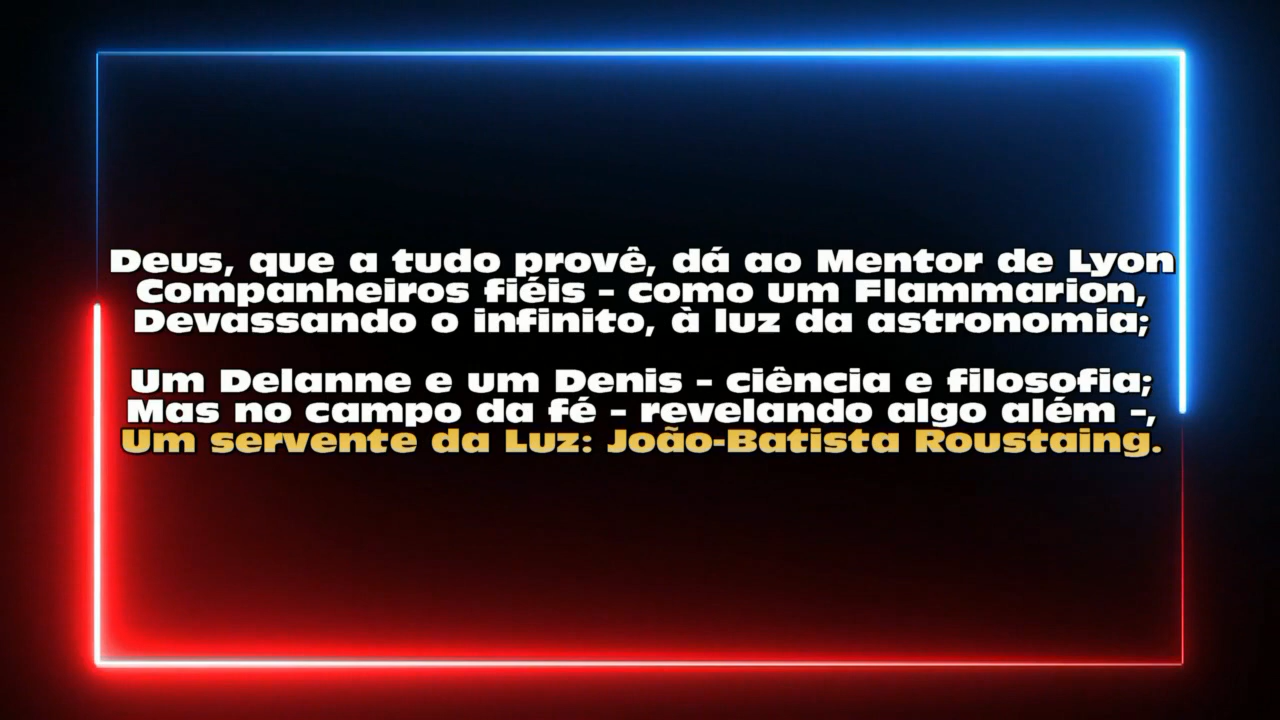 Deus, que a tudo provê, dá ao Mentor de Lyon
Companheiros fiéis - como um Flammarion,
Devassando o infinito, à luz da astronomia;
Um Delanne e um Denis - ciência e filosofia;
Mas no campo da fé - revelando algo além -,
Um servente da Luz: João-Batista Roustaing.